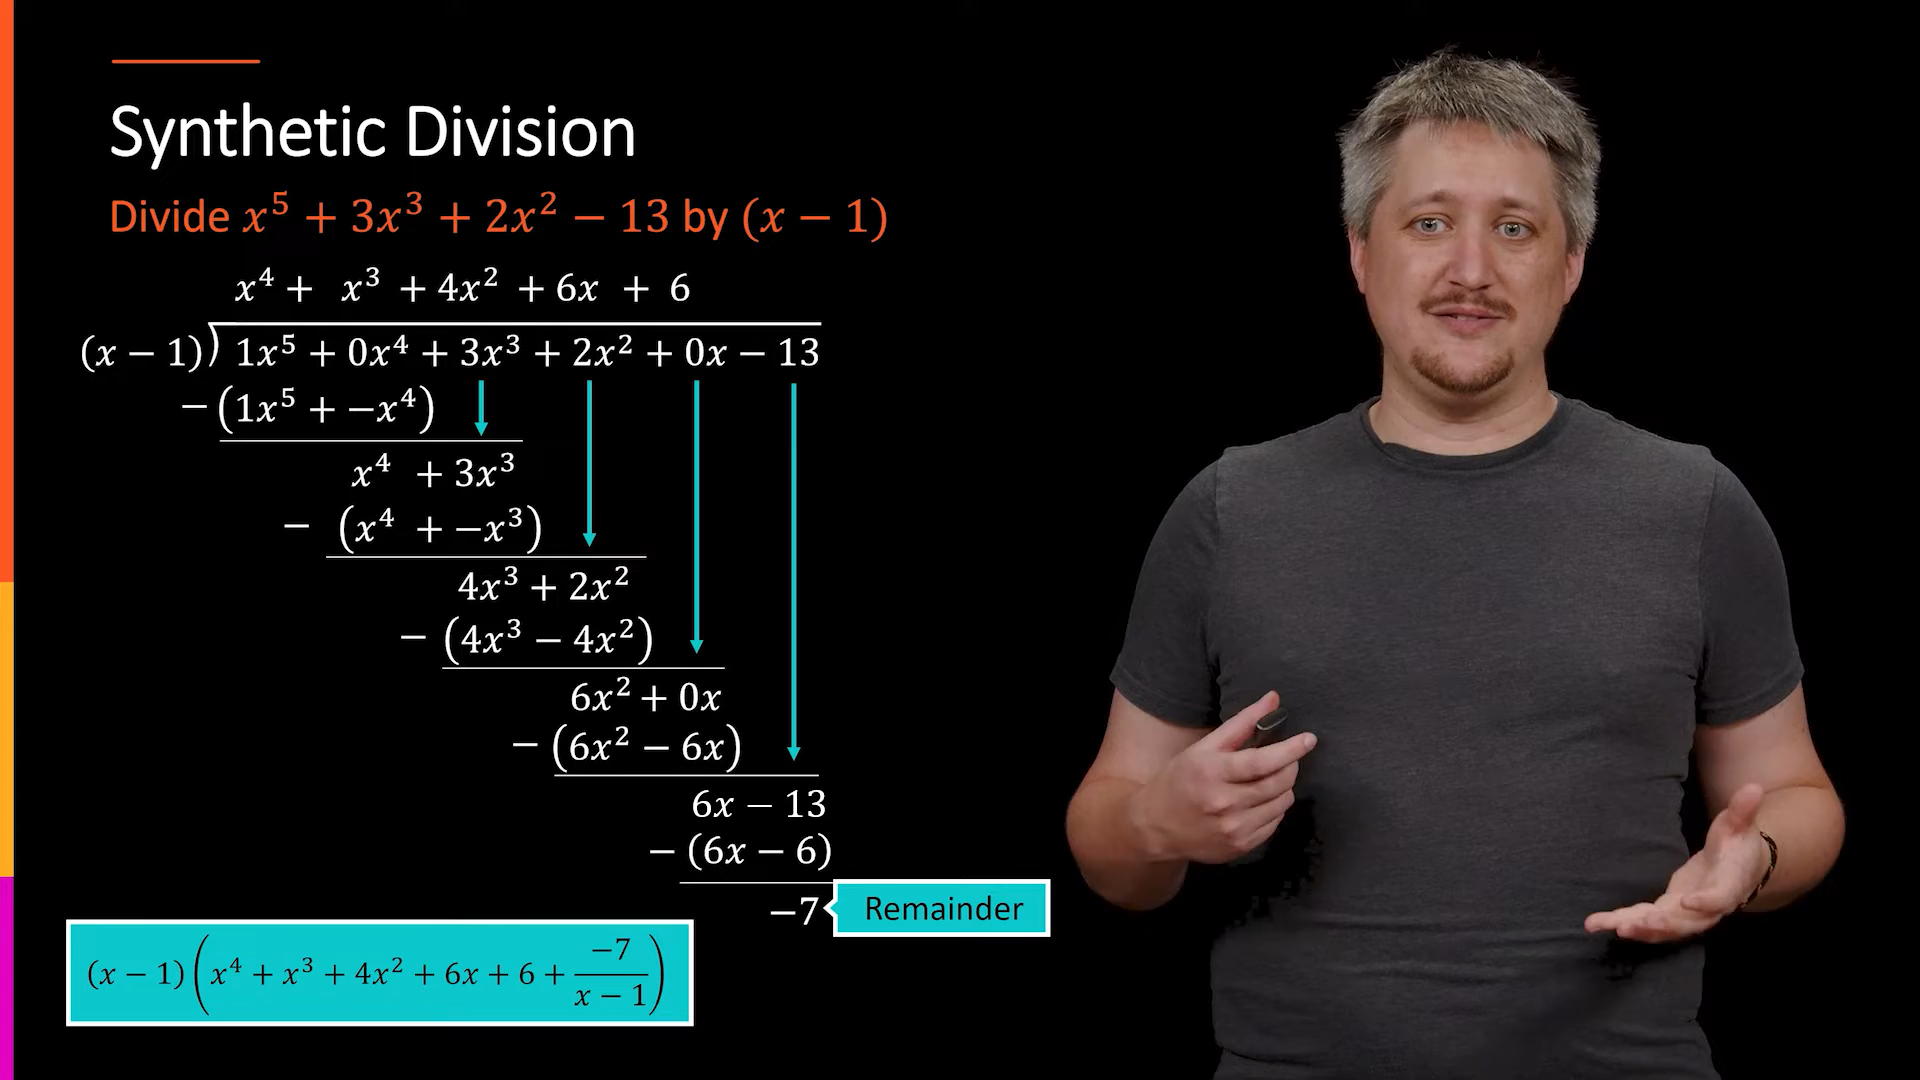 Synthetic Division
Divide x⁵ + 3x³ + 2x² − 13 by (x − 1)
x⁴ + x³ + 4x² + 6x + 6
(x − 1)) 1x⁵ + 0x⁴ + 3x³ + 2x² + 0x − 13
−(1x⁵ + −x⁴)
x⁴ + 3x³
− (x⁴ + −x³)
4x³ + 2x²
− (4x³ − 4x²)
6x² + 0x
− (6x² − 6x)
6x − 13
− (6x − 6)
−7 Remainder
(x − 1)(x⁴ + x³ + 4x² + 6x + 6 + −7/(x − 1))